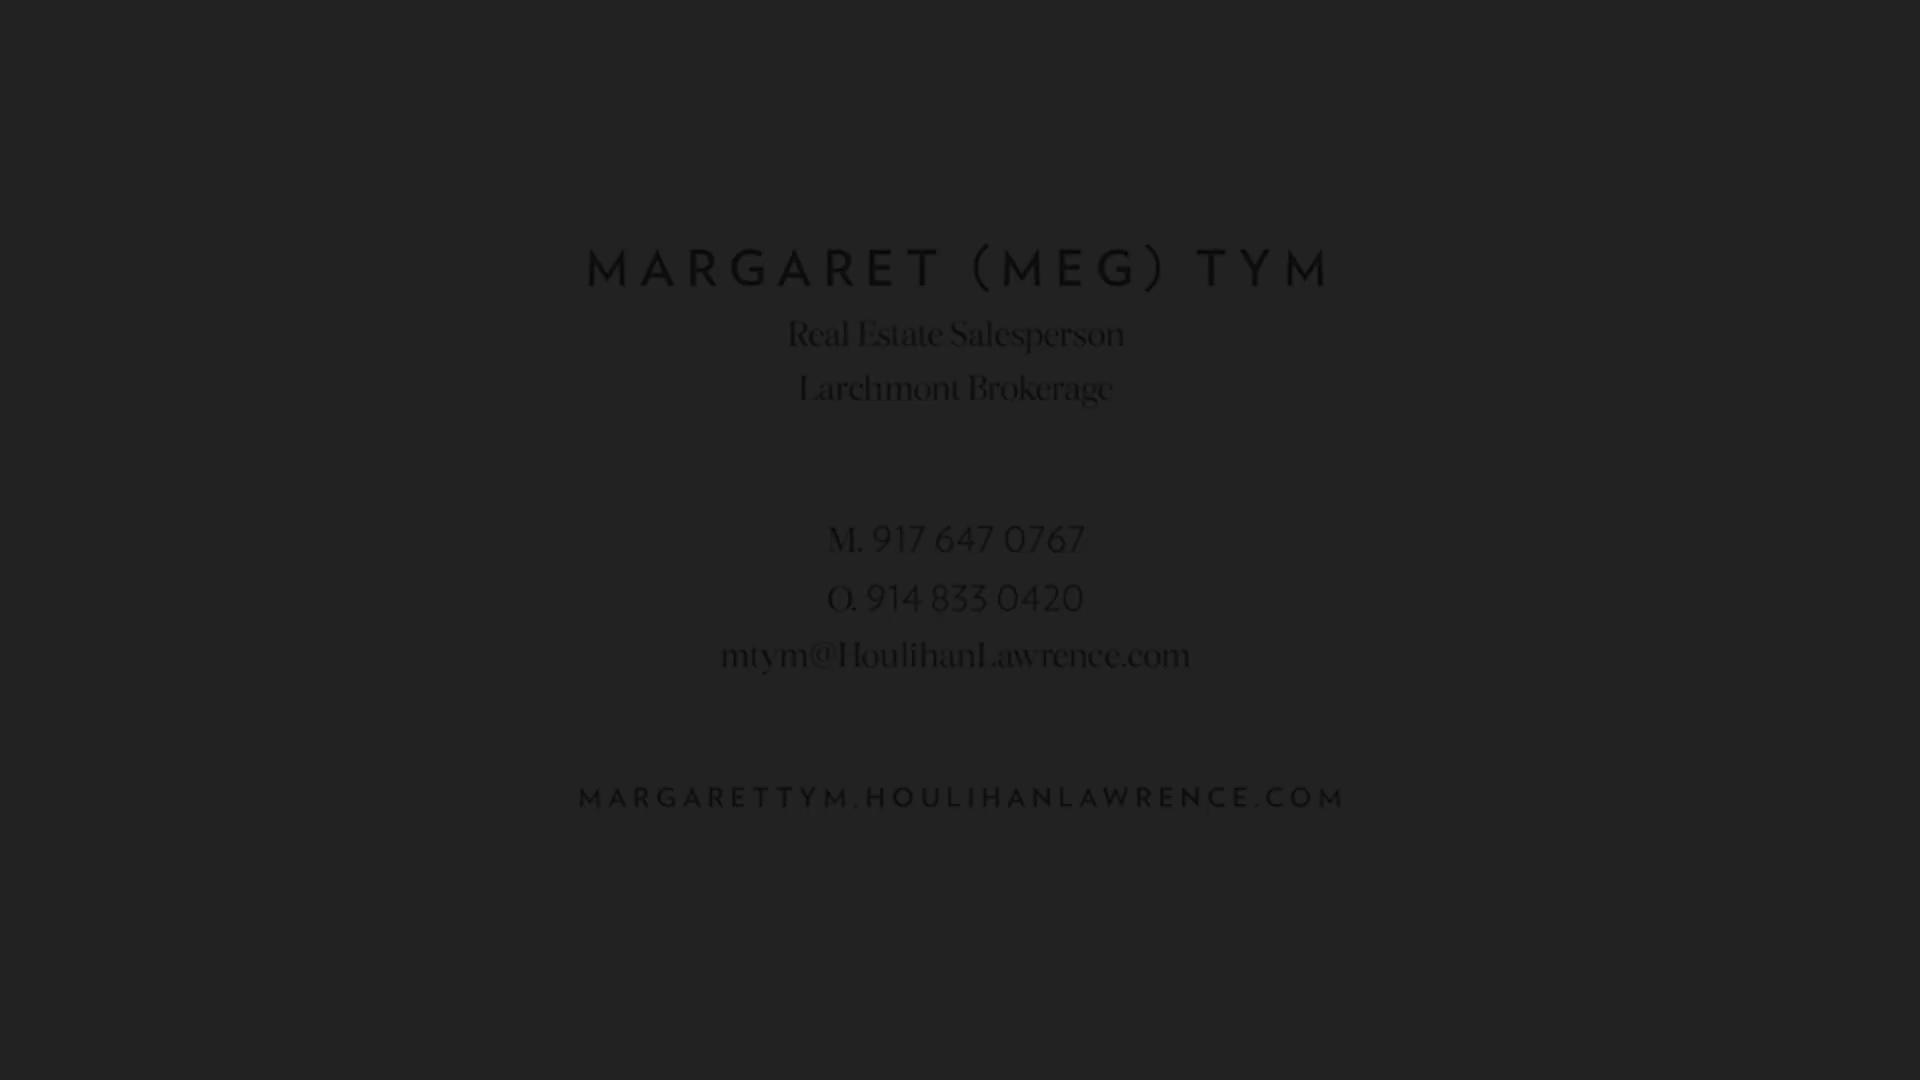 MARGARET (MEG) TYM
Real Estate Salesperson
Larchmont Brokerage
M. 917 647 0767
O. 914 833 0420
mtym@HoulihanLawrence.com
MARGARETTYM.HOULIHANLAWRENCE.COM